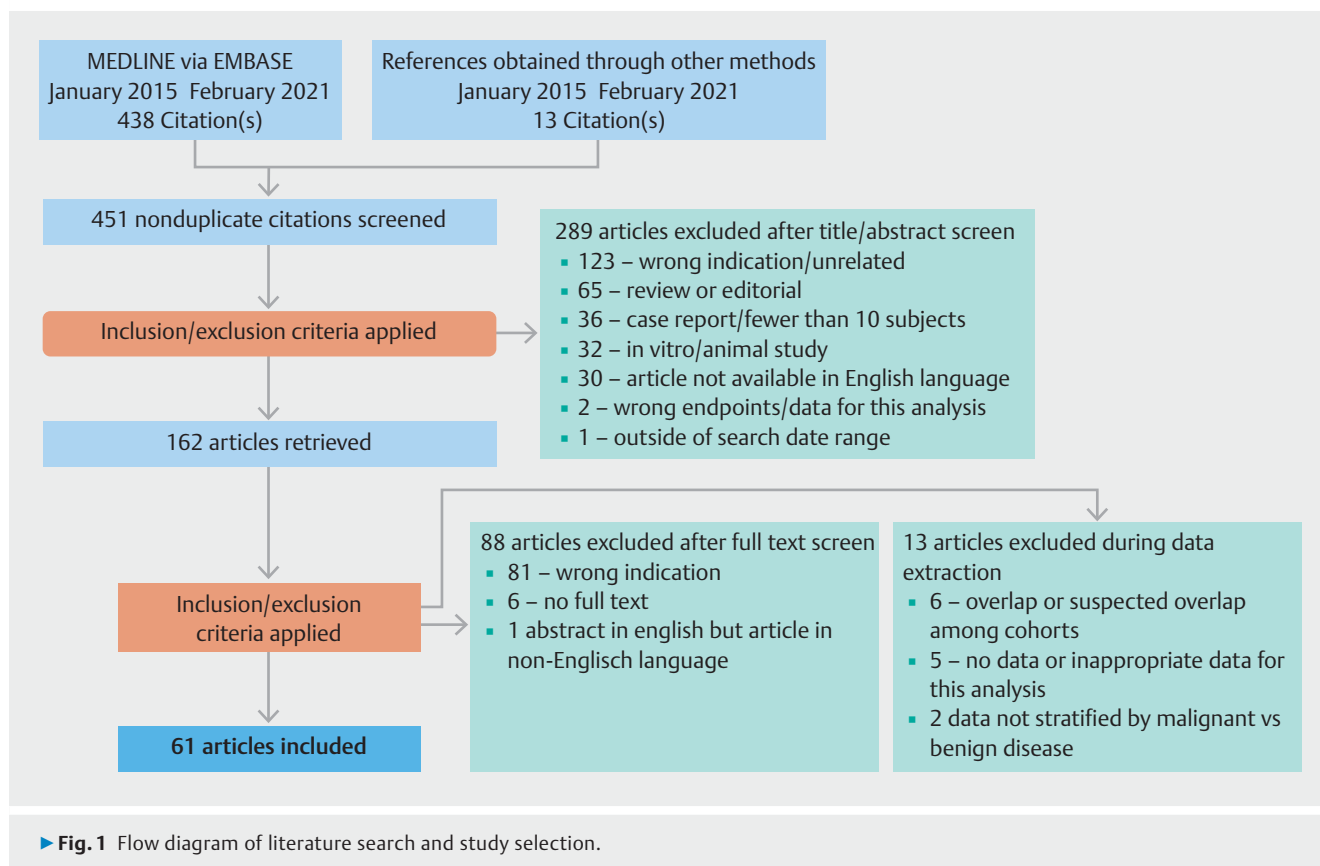 MEDLINE via EMBASE
January 2015 February 2021
438 Citation(s)
References obtained through other methods
January 2015 February 2021
13 Citation(s)
451 nonduplicate citations screened
289 articles excluded after title/abstract screen
▪ 123 – wrong indication/unrelated
▪ 65 – review or editorial
▪ 36 – case report/fewer than 10 subjects
▪ 32 – in vitro/animal study
▪ 30 – article not available in English language
▪ 2 – wrong endpoints/data for this analysis
▪ 1 – outside of search date range
Inclusion/exclusion criteria applied
162 articles retrieved
88 articles excluded after full text screen
▪ 81 – wrong indication
▪ 6 – no full text
▪ 1 abstract in english but article in
non-Englisch language
13 articles excluded during data
extraction
▪ 6 – overlap or suspected overlap
among cohorts
▪ 5 – no data or inappropriate data for
this analysis
▪ 2 data not stratified by malignant vs
benign disease
Inclusion/exclusion
criteria applied
61 articles included
▶ Fig. 1 Flow diagram of literature search and study selection.